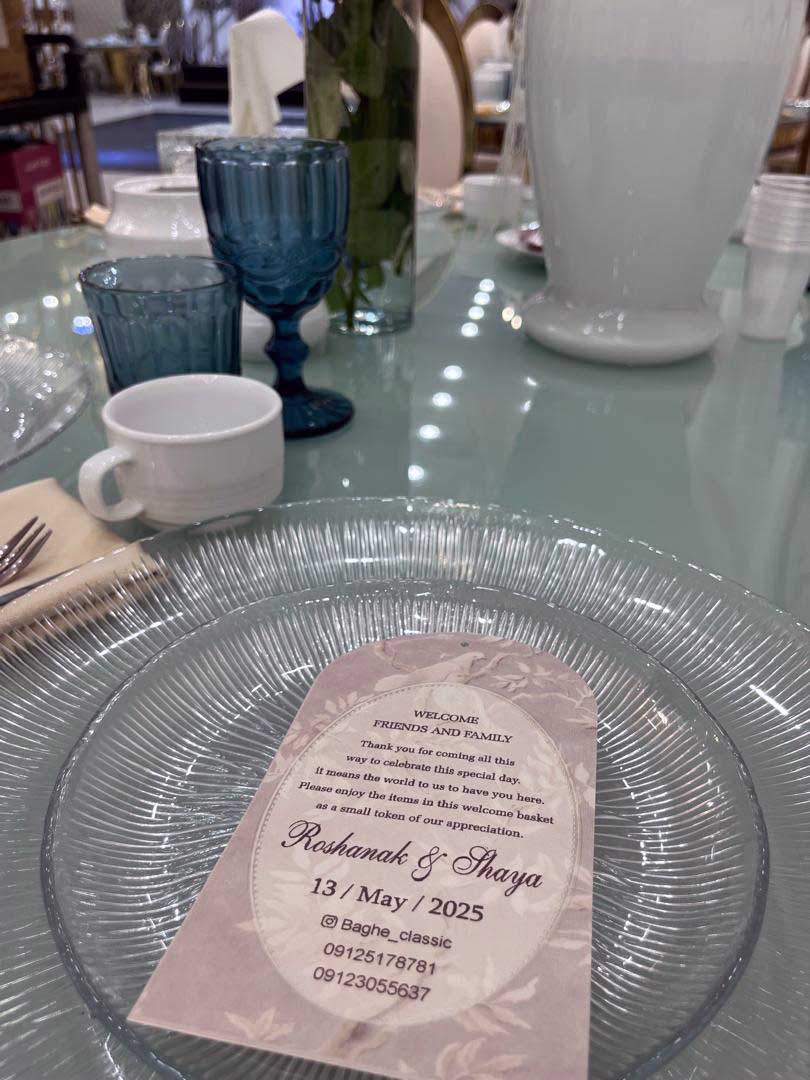 WELCOME
FRIENDS AND FAMILY
Thank you for coming all this
way to celebrate this special day.
it means the world to us to have you here.
Please enjoy the items in this welcome basket
as a small token of our appreciation.
Roshanak & Shaya
13 / May / 2025
Baghe_classic
09125178781
09123055637